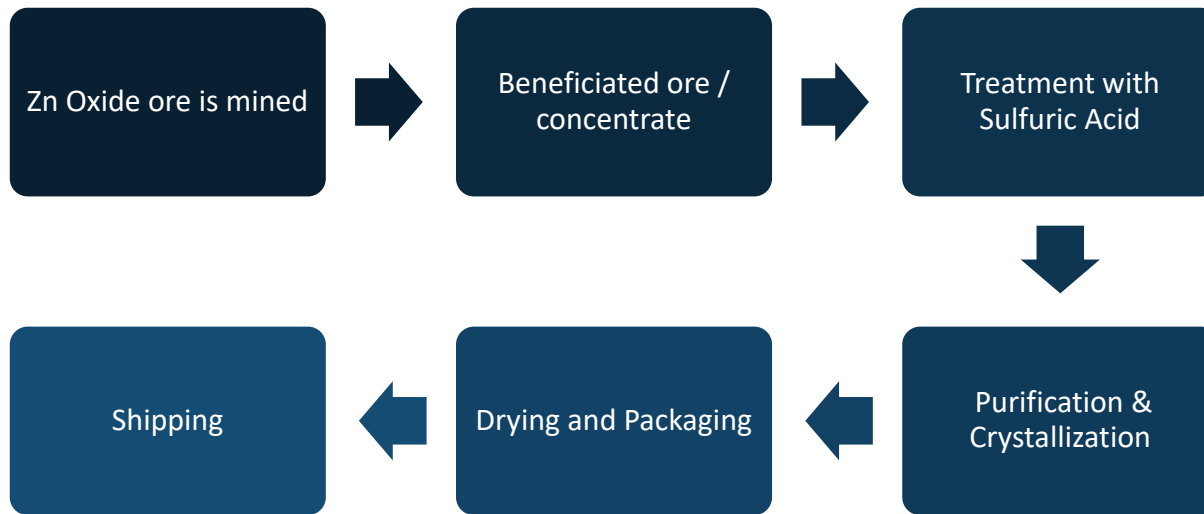 Zn Oxide ore is mined
Beneficiated ore /
concentrate
Treatment with
Sulfuric Acid
Purification &
Crystallization
Drying and Packaging
Shipping